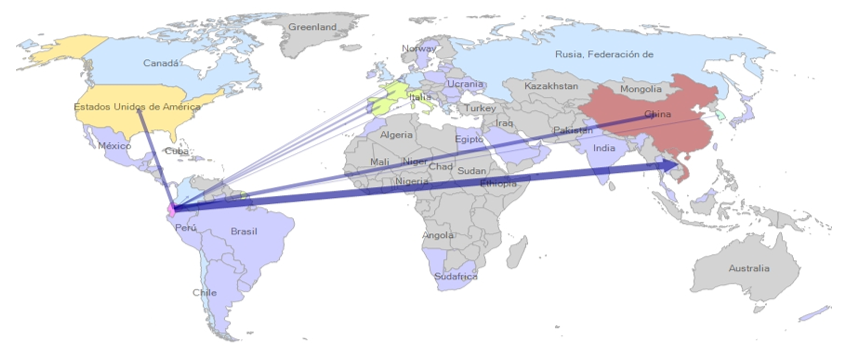 Greenland
Norway
Canadá
Rusia, Federación de
Ucrania
Kazakhstan
Mongolia
Italia
Estados Unidos de América
Turkey
China
Iraq
Pakistan
México
Cuba
Algeria
Egipto
India
Mali
Niger
Chad
Sudan
Nigeria
Ethiopia
Perú
Brasil
Angola
Australia
Sudáfrica
Chile